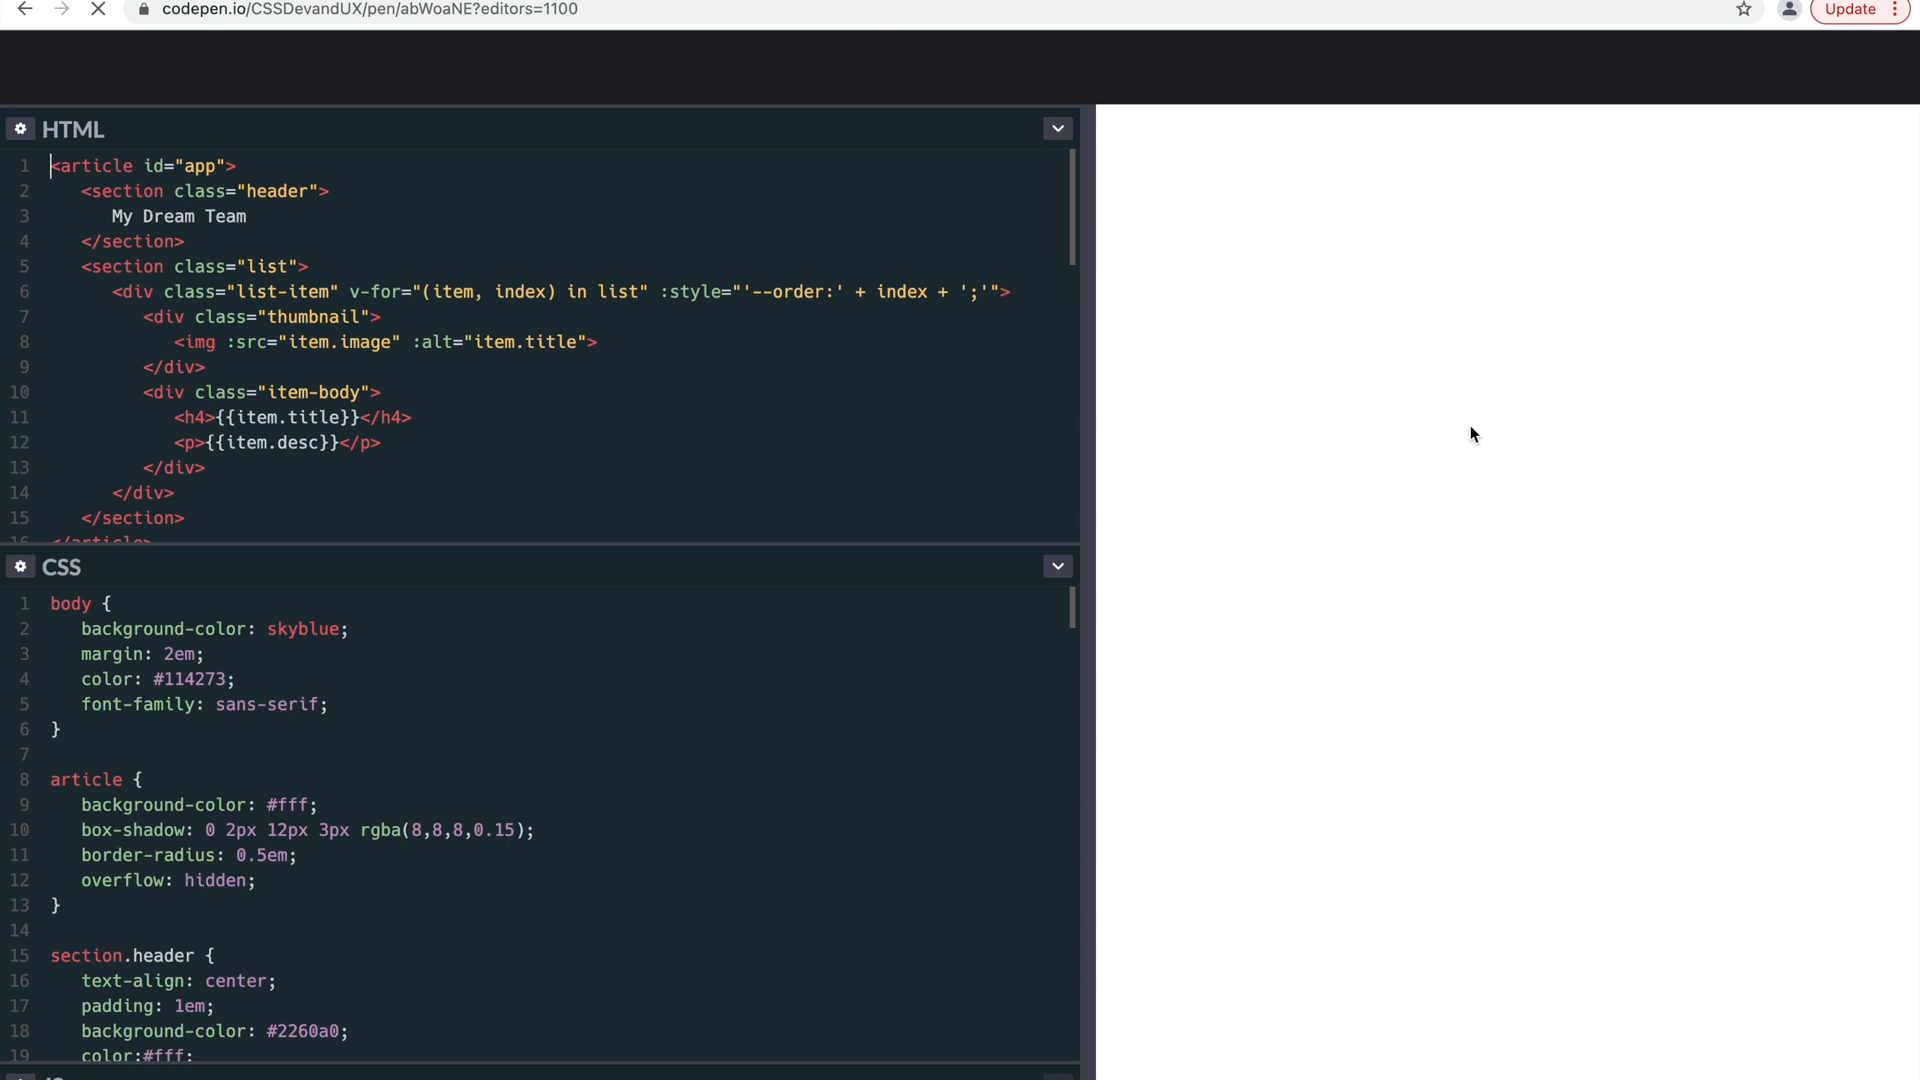 codepen.io/CSSDevandUX/pen/abWoaNE?editors=1100
Update
HTML
1 <article id="app">
2 <section class="header">
3 My Dream Team
4 </section>
5 <section class="list">
6 <div class="list-item" v-for="(item, index) in list" :style="'--order:' + index + ';'">
7 <div class="thumbnail">
8 <img :src="item.image" :alt="item.title">
9 </div>
10 <div class="item-body">
11 <h4>{{item.title}}</h4>
12 <p>{{item.desc}}</p>
13 </div>
14 </div>
15 </section>
16 </article>
CSS
1 body {
2 background-color: skyblue;
3 margin: 2em;
4 color: #114273;
5 font-family: sans-serif;
6 }
7
8 article {
9 background-color: #fff;
10 box-shadow: 0 2px 12px 3px rgba(8,8,8,0.15);
11 border-radius: 0.5em;
12 overflow: hidden;
13 }
14
15 section.header {
16 text-align: center;
17 padding: 1em;
18 background-color: #2260a0;
19 color:#fff;